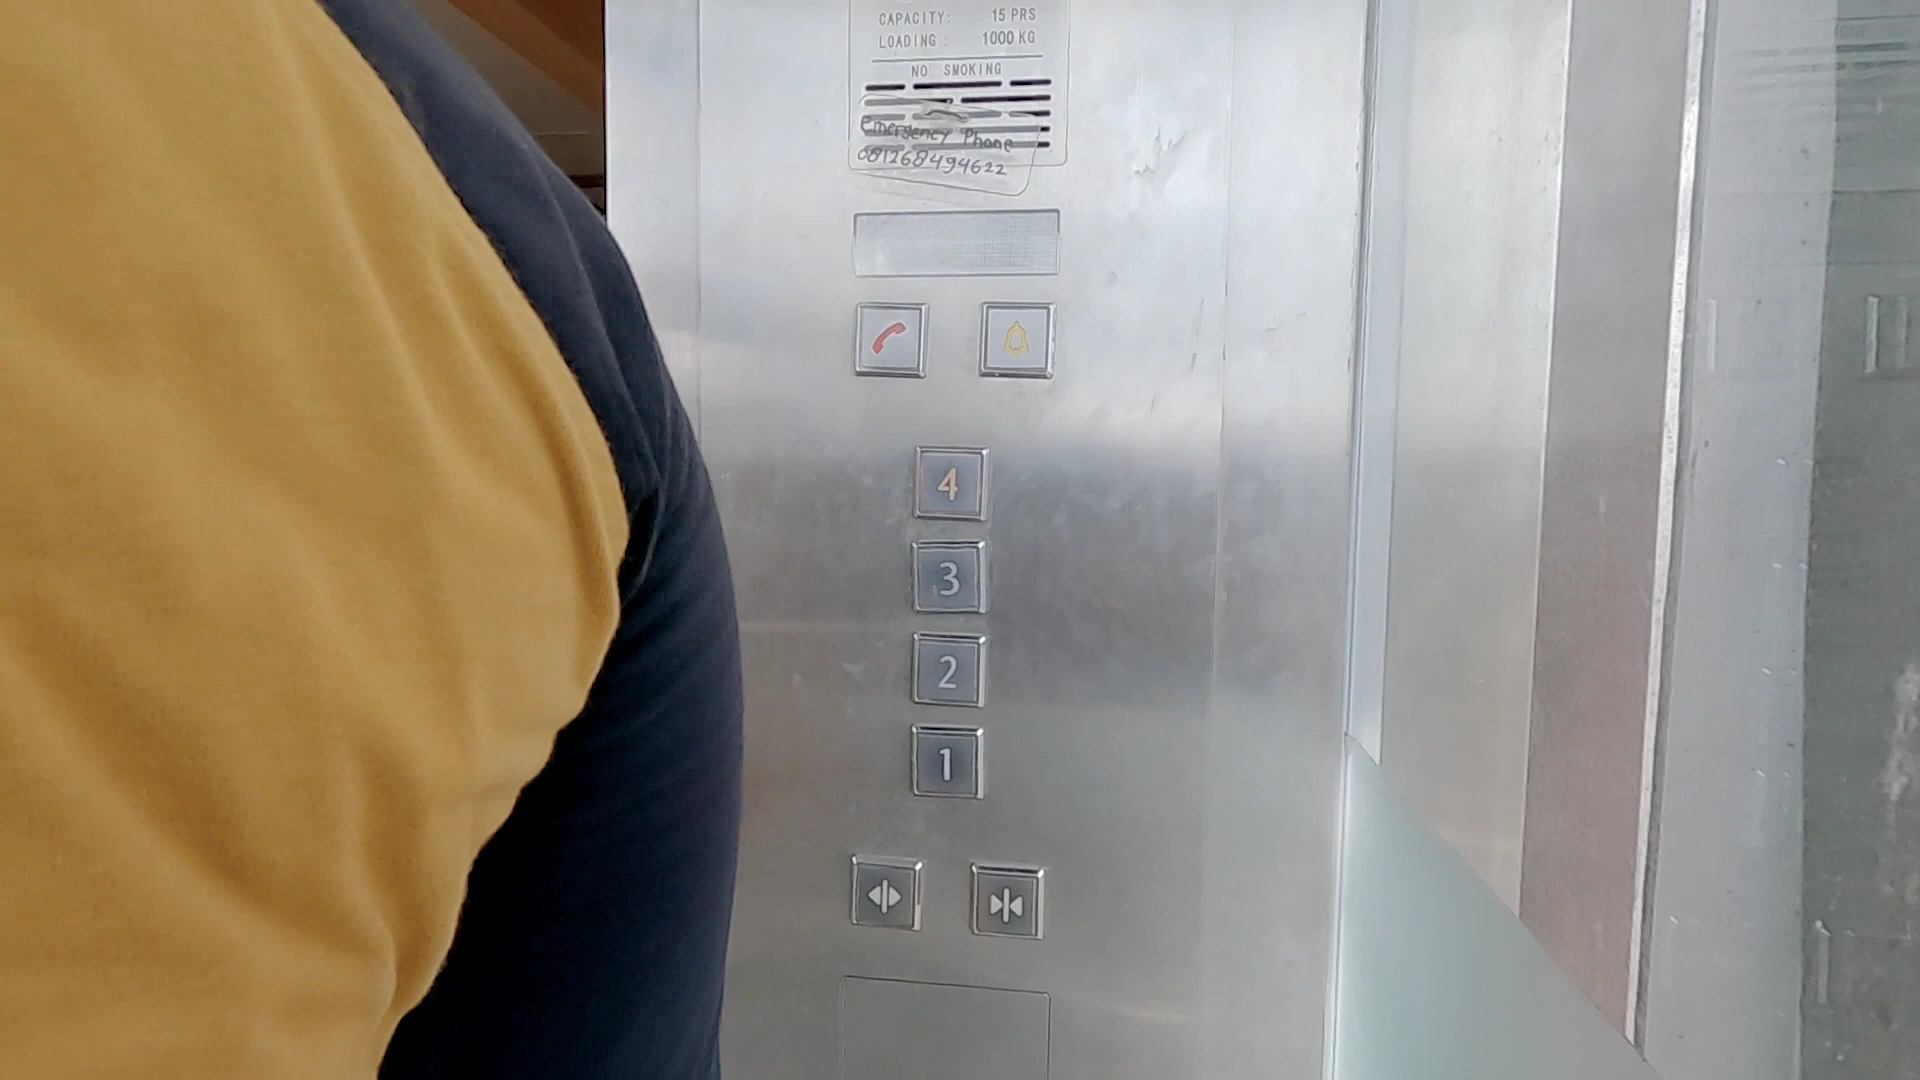 CAPACITY: 15 PRS
LOADING : 1000 KG
NO SMOKING
Emergency Phone
081268494622
4
3
2
1